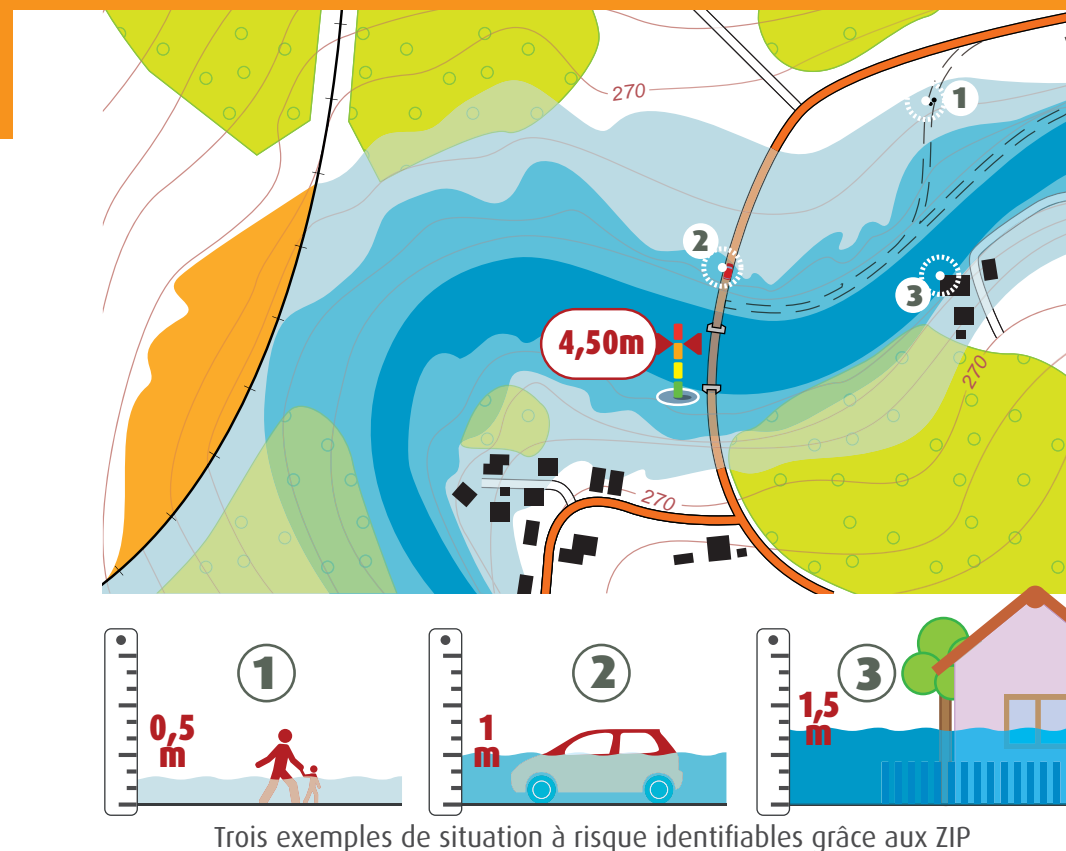 270
1
2
3
4,50m
270
270
1
0,5
m
2
1
m
3
1,5
m
Trois exemples de situation à risque identifiables grâce aux ZIP